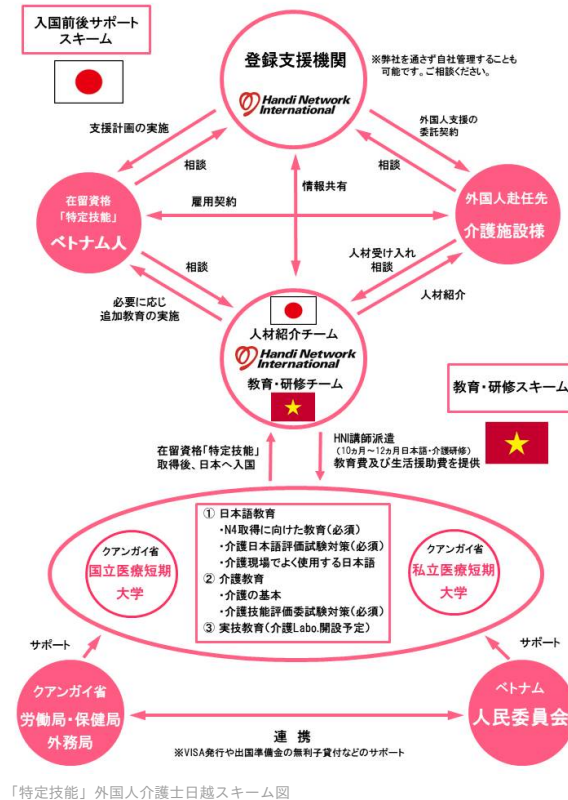 入国前後サポート
スキーム
登録支援機関
Handi Network
International
※弊社を通さず自社管理することも
可能です。ご相談ください。
支援計画の実施
相談
外国人支援の
委託契約
相談
在留資格
「特定技能」
ベトナム人
雇用契約
情報共有
外国人赴任先
介護施設様
相談
必要に応じ
追加教育の実施
人材受け入れ
相談
人材紹介
人材紹介チーム
Handi Network
International
教育・研修チーム
教育・研修スキーム
在留資格「特定技能」
取得後、日本へ入国
HNI講師派遣
(10ヵ月～12ヵ月日本語・介護研修)
教育費及び生活援助費を提供
クアンガイ省
国立医療短期
大学
① 日本語教育
・N4取得に向けた教育(必須)
・介護日本語評価試験対策(必須)
・介護現場でよく使用する日本語
② 介護教育
・介護の基本
・介護技能評価委試験対策(必須)
③ 実技教育(介護Labo.開設予定)
クアンガイ省
私立医療短期
大学
サポート
サポート
クアンガイ省
労働局・保健局
外務局
ベトナム
人民委員会
連 携
※VISA発行や出国準備金の無利子貸付などのサポート
「特定技能」外国人介護士日越スキーム図